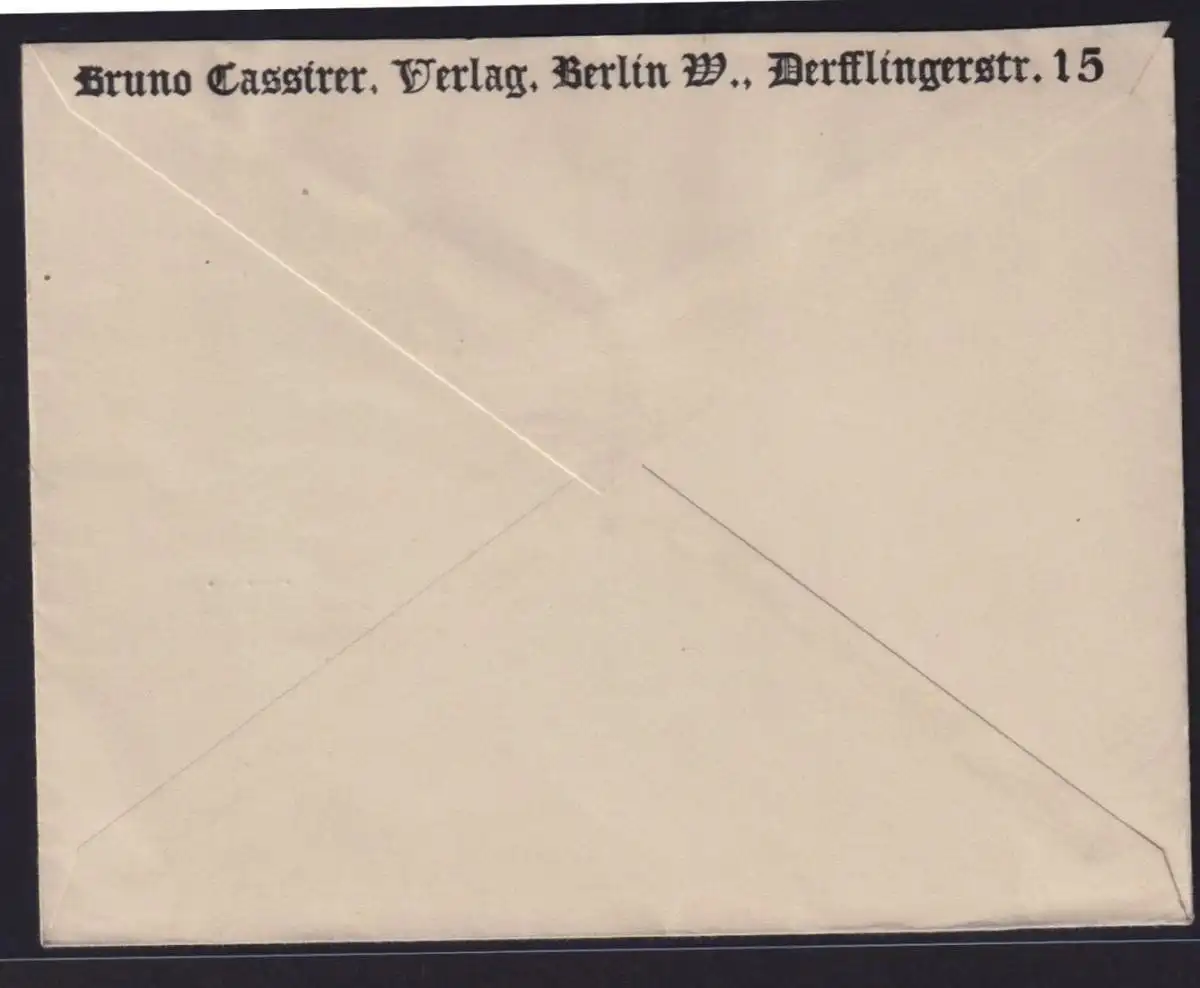 Bruno Cassirer, Verlag, Berlin W., Derfflingerstr. 15